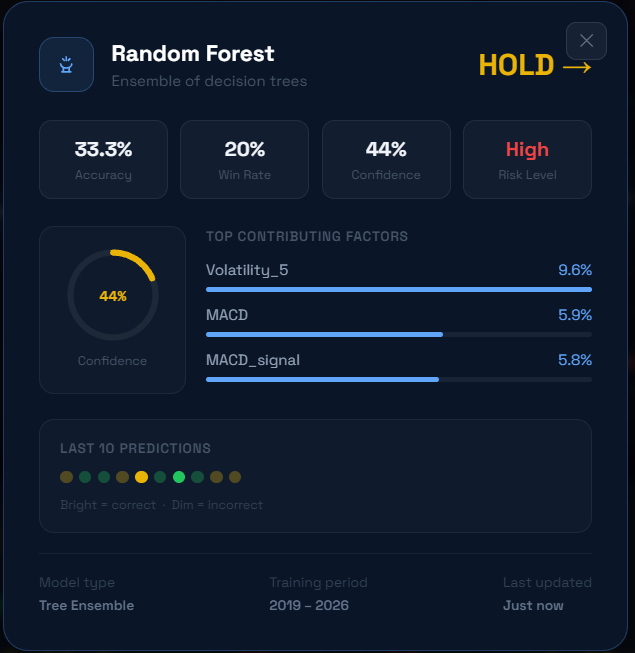 Random Forest
Ensemble of decision trees
HOLD →
33.3%
Accuracy
20%
Win Rate
44%
Confidence
High
Risk Level
44%
Confidence
TOP CONTRIBUTING FACTORS
Volatility_5 9.6%
MACD 5.9%
MACD_signal 5.8%
LAST 10 PREDICTIONS
Bright = correct · Dim = incorrect
Model type
Tree Ensemble
Training period
2019 – 2026
Last updated
Just now